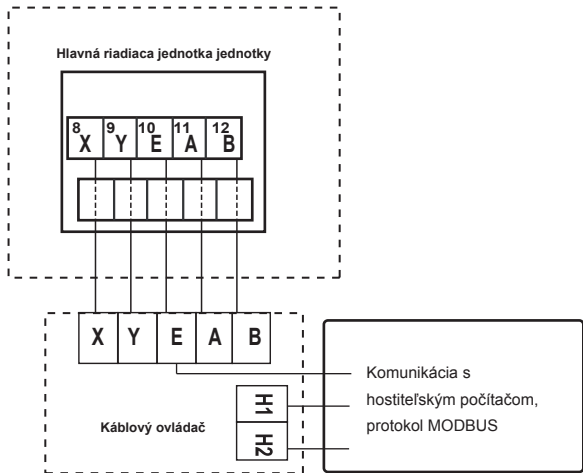 Hlavná riadiaca jednotka jednotky
8 9 10 11 12
X Y E A B
X Y E A B
Komunikácia s
hostiteľským počítačom,
protokol MODBUS
H1
Káblový ovládač
H2